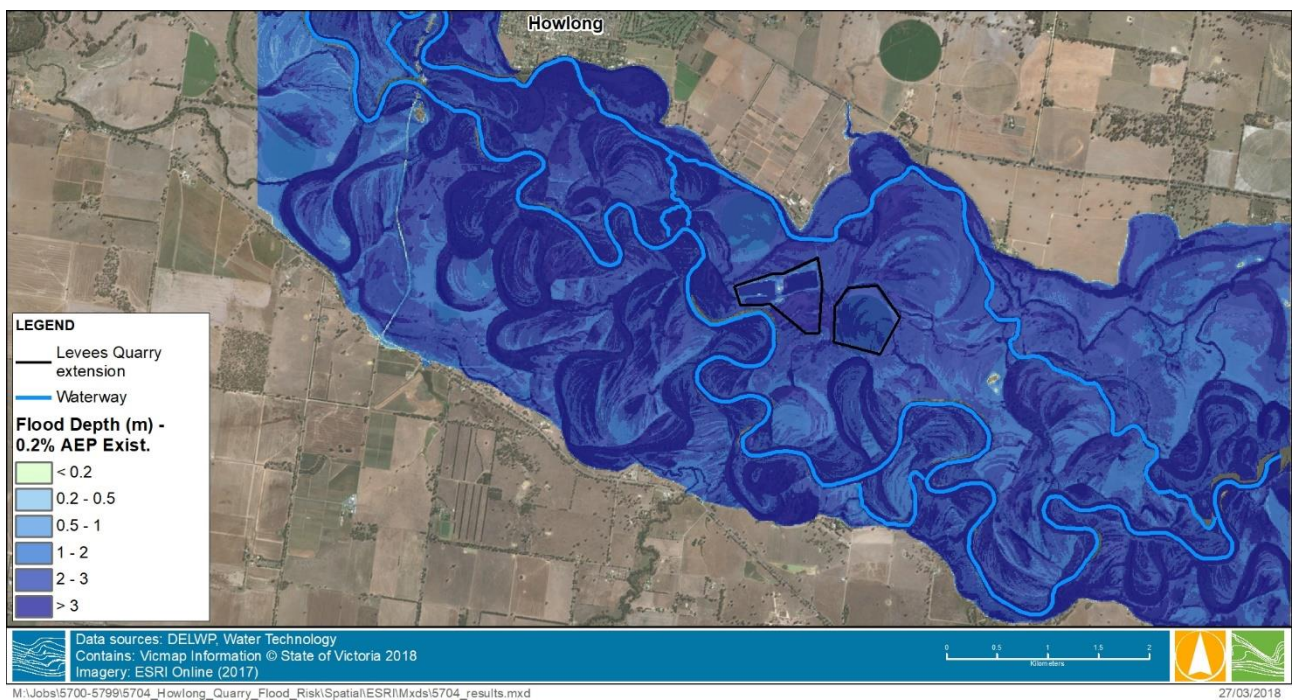 Howlong
LEGEND
Levees Quarry
extension
Waterway
Flood Depth (m) -
0.2% AEP Exist.
< 0.2
0.2 - 0.5
0.5 - 1
1 - 2
2 - 3
> 3
Data sources: DELWP, Water Technology
Contains: Vicmap Information © State of Victoria 2018
Imagery: ESRI Online (2017)
0 0.5 1 1.5 2
Kilometers
M:\Jobs\5700-5799\5704_Howlong_Quarry_Flood_Risk\Spatial\ESRI\Mxds\5704_results.mxd
27/03/2018